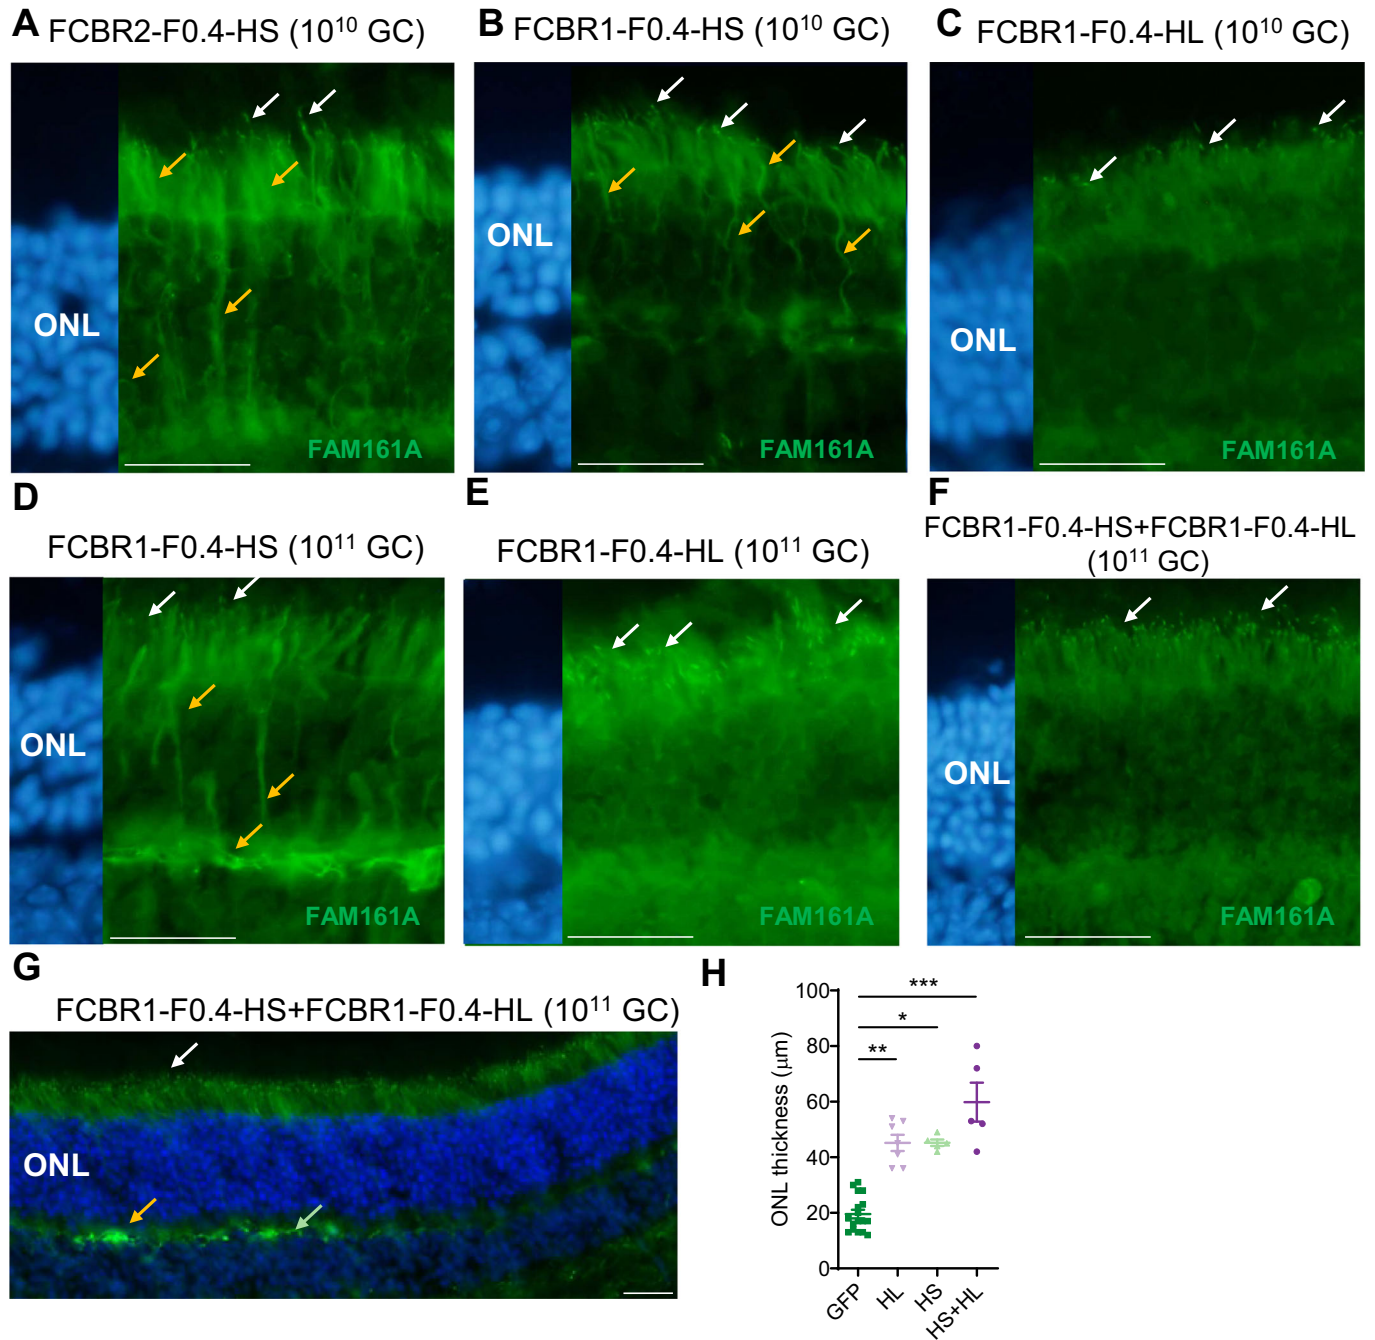 A FCBR2-F0.4-HS (10¹⁰ GC)
B FCBR1-F0.4-HS (10¹⁰ GC)
C FCBR1-F0.4-HL (10¹⁰ GC)
ONL
FAM161A
ONL
FAM161A
ONL
FAM161A
D
FCBR1-F0.4-HS (10¹¹ GC)
E
FCBR1-F0.4-HL (10¹¹ GC)
F
FCBR1-F0.4-HS+FCBR1-F0.4-HL
(10¹¹ GC)
ONL
FAM161A
FAM161A
ONL
FAM161A
G
FCBR1-F0.4-HS+FCBR1-F0.4-HL (10¹¹ GC)
ONL
H
ONL thickness (μm)
100
80
60
40
20
0
***
*
**
GFP
HL
HS
HS+HL